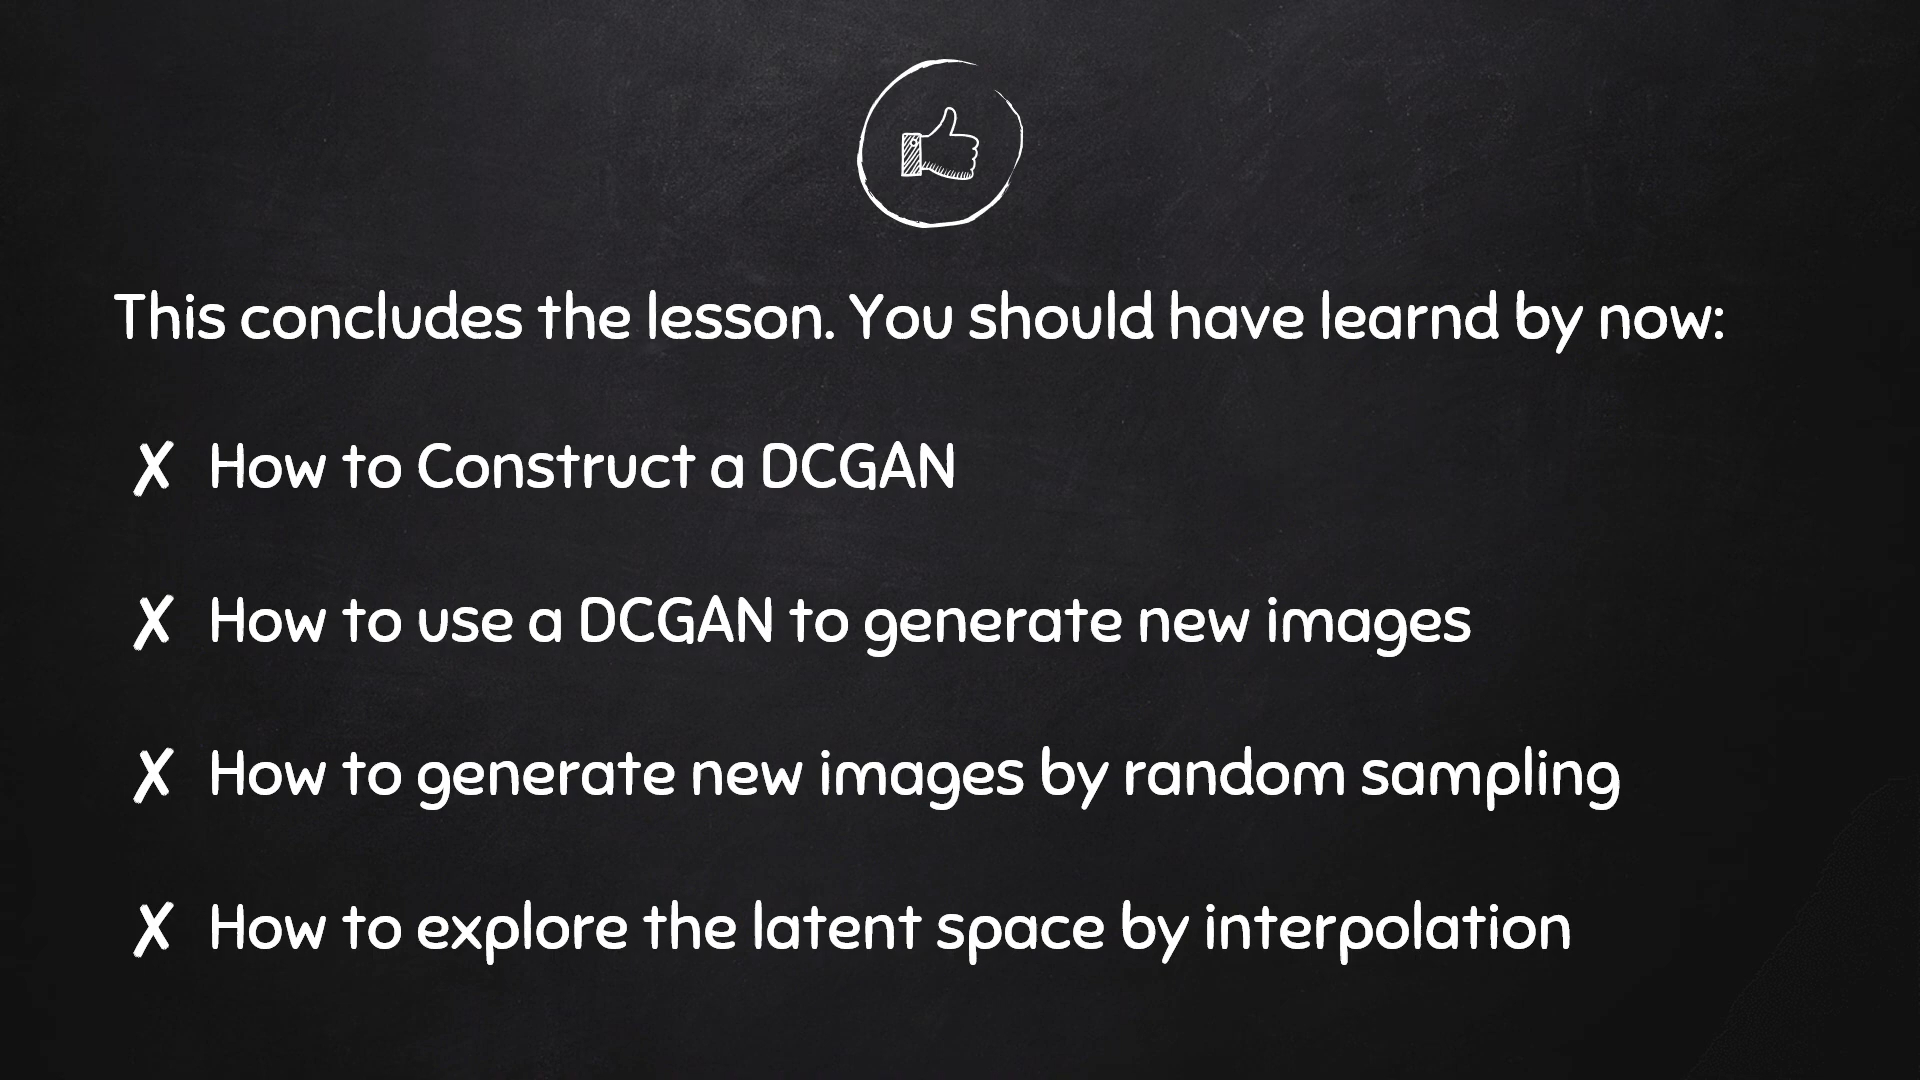 This concludes the lesson. You should have learnd by now:
✗ How to Construct a DCGAN
✗ How to use a DCGAN to generate new images
✗ How to generate new images by random sampling
✗ How to explore the latent space by interpolation